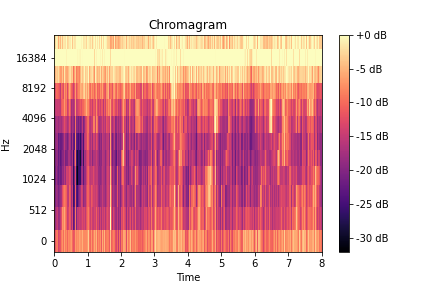 Chromagram
Hz
16384
8192
4096
2048
1024
512
0
0 1 2 3 4 5 6 7 8
Time
+0 dB
-5 dB
-10 dB
-15 dB
-20 dB
-25 dB
-30 dB